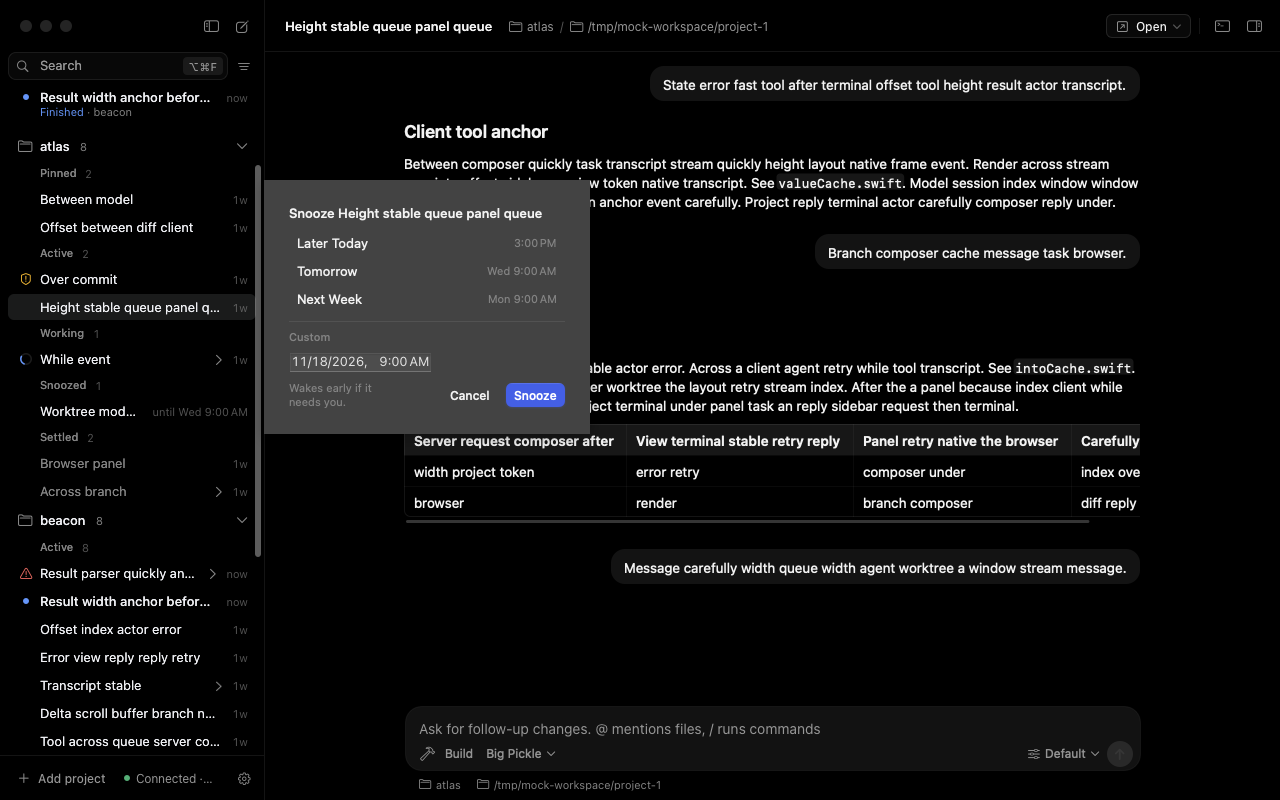 Height stable queue panel queue
atlas / /tmp/mock-workspace/project-1
Open
Search ⌥⌘F
Result width anchor befor... now
Finished · beacon
atlas 8
Pinned 2
Between model 1w
Offset between diff client 1w
Active 2
Over commit 1w
Height stable queue panel q... 1w
Working 1
While event 1w
Snoozed 1
Worktree mod... until Wed 9:00 AM
Settled 2
Browser panel 1w
Across branch 1w
beacon 8
Active 8
Result parser quickly an... now
Result width anchor befor... now
Offset index actor error 1w
Error view reply reply retry 1w
Transcript stable 1w
Delta scroll buffer branch n... 1w
Tool across queue server co... 1w
Add project
Connected ·...
State error fast tool after terminal offset tool height result actor transcript.
Client tool anchor
Between composer quickly task transcript stream quickly height layout native frame event. Render across stream
token native transcript. See valueCache.swift. Model session index window window
anchor event carefully. Project reply terminal actor carefully composer reply under.
Snooze Height stable queue panel queue
Later Today 3:00 PM
Tomorrow Wed 9:00 AM
Next Week Mon 9:00 AM
Custom
11/18/2026, 9:00 AM
Wakes early if it
needs you.
Cancel
Snooze
Branch composer cache message task browser.
actor error. Across a client agent retry while tool transcript. See intoCache.swift.
worktree the layout retry stream index. After the a panel because index client while
terminal under panel task an reply sidebar request then terminal.
Server request composer after View terminal stable retry reply Panel retry native the browser Carefully
width project token error retry composer under index ove
browser render branch composer diff reply
Message carefully width queue width agent worktree a window stream message.
Ask for follow-up changes. @ mentions files, / runs commands
Build Big Pickle Default
atlas /tmp/mock-workspace/project-1